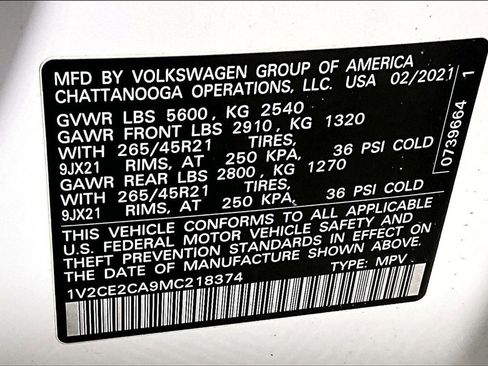 MFD BY VOLKSWAGEN GROUP OF AMERICA
CHATTANOOGA OPERATIONS, LLC. USA 02/2021
GVWR LBS 5600, KG 2540
GAWR FRONT LBS 2910, KG 1320
WITH 265/45R21 TIRES,
9JX21 RIMS, AT 250 KPA, 36 PSI COLD
GAWR REAR LBS 2800, KG 1270
WITH 265/45R21 TIRES,
9JX21 RIMS, AT 250 KPA, 36 PSI COLD
THIS VEHICLE CONFORMS TO ALL APPLICABLE
U.S. FEDERAL MOTOR VEHICLE SAFETY AND
THEFT PREVENTION STANDARDS IN EFFECT ON
THE DATE OF MANUFACTURE SHOWN ABOVE.
1V2CE2CA9MC218374 TYPE: MPV
0739664 1